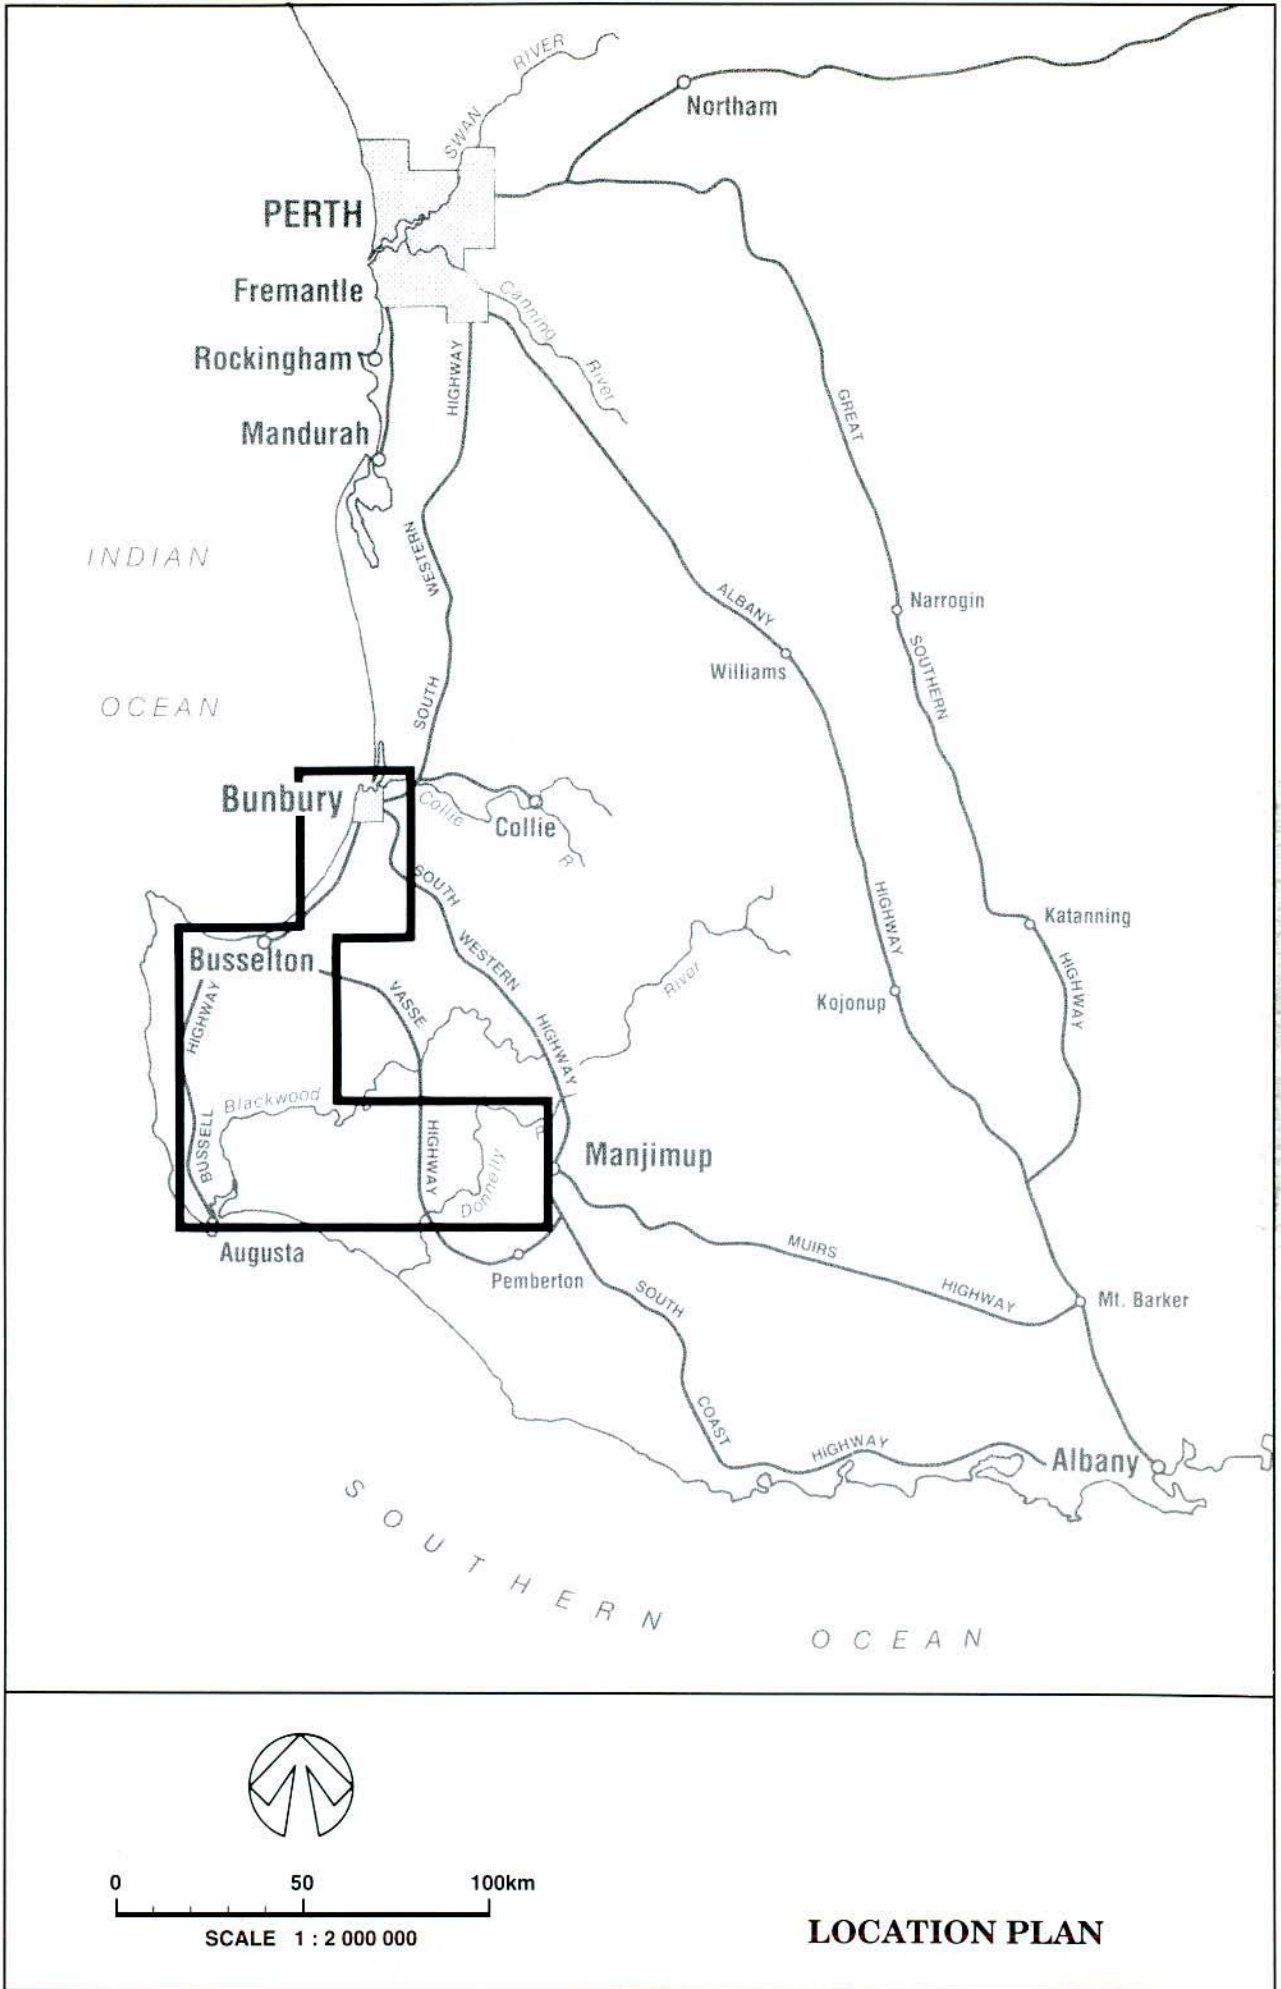 RIVER
SWAN
Northam
PERTH
Fremantle
Canning
River
Rockingham
HIGHWAY
GREAT
Mandurah
INDIAN
WESTERN
ALBANY
Narrogin
SOUTHERN
Williams
SOUTH
OCEAN
Bunbury
Collie
Collie
R
SOUTH
HIGHWAY
Katanning
WESTERN
Busselton
River
HIGHWAY
VASSE
Kojonup
HIGHWAY
HIGHWAY
Blackwood
BUSSELL
HIGHWAY
R
Donnelly
Manjimup
Augusta
Pemberton
MUIRS
SOUTH
HIGHWAY
Mt. Barker
COAST
HIGHWAY
Albany
SOUTHERN
OCEAN
0 50 100km
SCALE 1 : 2 000 000
LOCATION PLAN